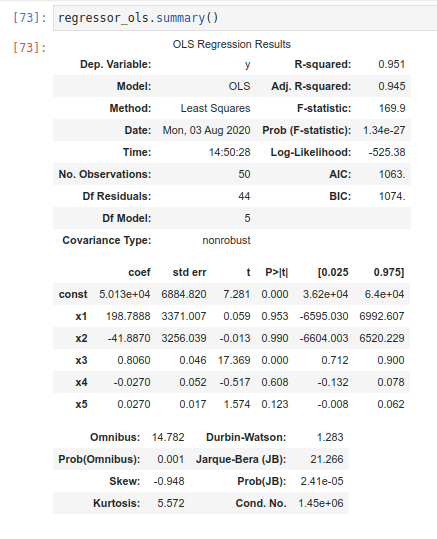 [73]: regressor_ols.summary()
[73]: OLS Regression Results
Dep. Variable: y R-squared: 0.951
Model: OLS Adj. R-squared: 0.945
Method: Least Squares F-statistic: 169.9
Date: Mon, 03 Aug 2020 Prob (F-statistic): 1.34e-27
Time: 14:50:28 Log-Likelihood: -525.38
No. Observations: 50 AIC: 1063.
Df Residuals: 44 BIC: 1074.
Df Model: 5
Covariance Type: nonrobust
coef std err t P>|t| [0.025 0.975]
const 5.013e+04 6884.820 7.281 0.000 3.62e+04 6.4e+04
x1 198.7888 3371.007 0.059 0.953 -6595.030 6992.607
x2 -41.8870 3256.039 -0.013 0.990 -6604.003 6520.229
x3 0.8060 0.046 17.369 0.000 0.712 0.900
x4 -0.0270 0.052 -0.517 0.608 -0.132 0.078
x5 0.0270 0.017 1.574 0.123 -0.008 0.062
Omnibus: 14.782 Durbin-Watson: 1.283
Prob(Omnibus): 0.001 Jarque-Bera (JB): 21.266
Skew: -0.948 Prob(JB): 2.41e-05
Kurtosis: 5.572 Cond. No. 1.45e+06